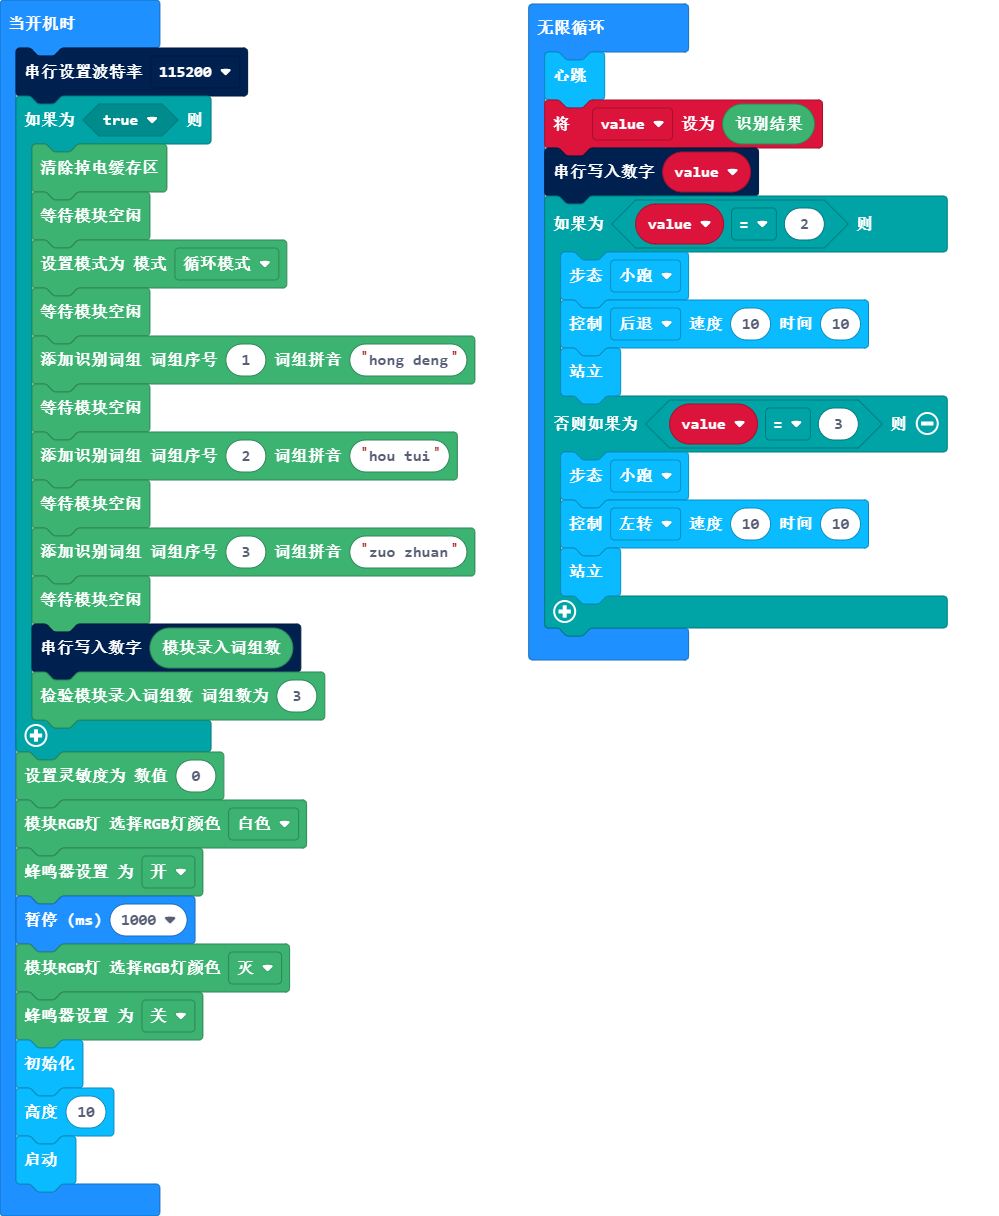 当开机时
串行设置波特率 115200
如果为 true 则
清除掉电缓存区
等待模块空闲
设置模式为 模式 循环模式
等待模块空闲
添加识别词组 词组序号 1 词组拼音 "hong deng"
等待模块空闲
添加识别词组 词组序号 2 词组拼音 "hou tui"
等待模块空闲
添加识别词组 词组序号 3 词组拼音 "zuo zhuan"
等待模块空闲
串行写入数字 模块录入词组数
检验模块录入词组数 词组数为 3
设置灵敏度为 数值 0
模块RGB灯 选择RGB灯颜色 白色
蜂鸣器设置 为 开
暂停 (ms) 1000
模块RGB灯 选择RGB灯颜色 灭
蜂鸣器设置 为 关
初始化
高度 10
启动
无限循环
心跳
将 value 设为 识别结果
串行写入数字 value
如果为 value = 2 则
步态 小跑
控制 后退 速度 10 时间 10
站立
否则如果为 value = 3 则
步态 小跑
控制 左转 速度 10 时间 10
站立